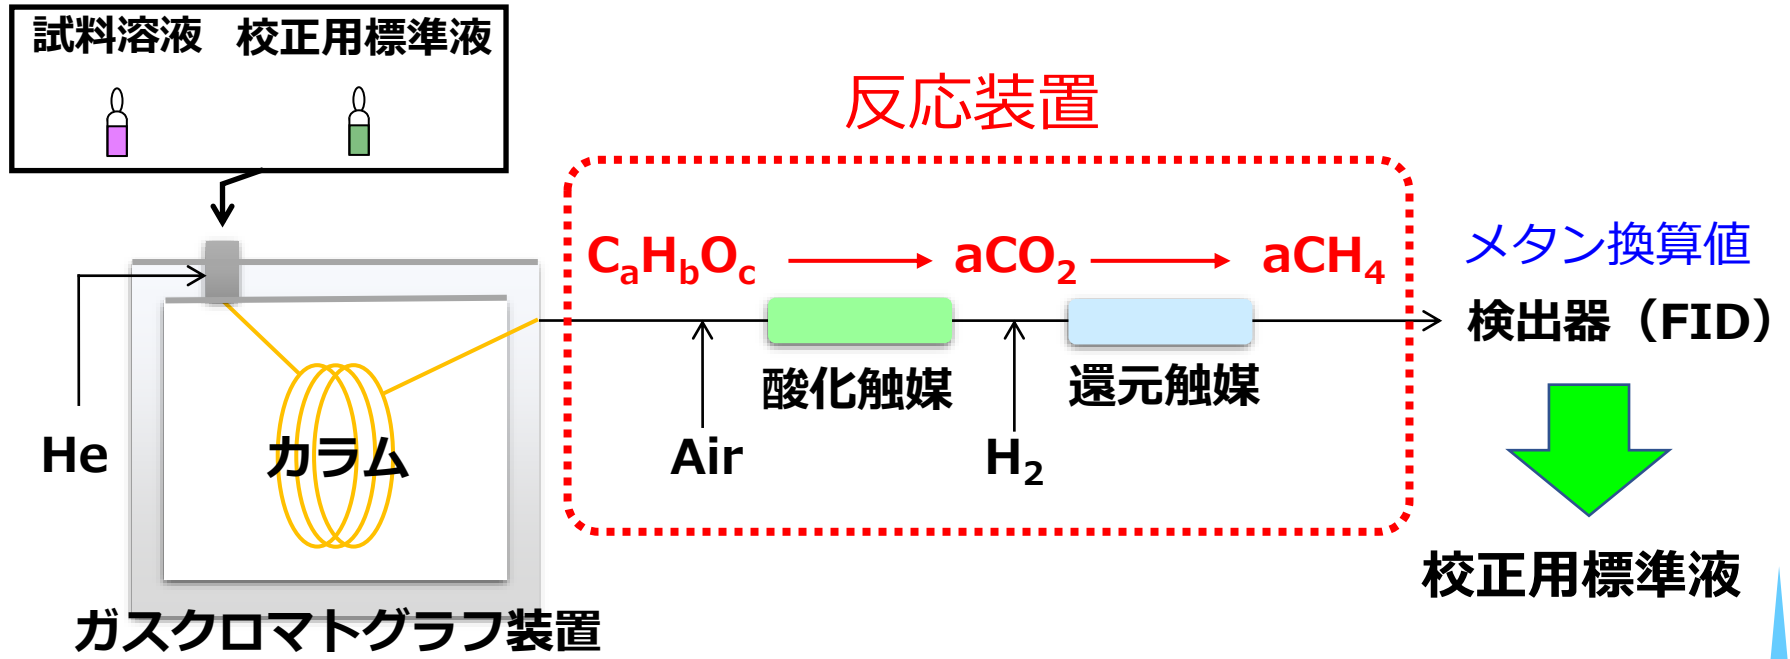 試料溶液 校正用標準液
反応装置
CaHbOc aCO2 aCH4
メタン換算値
検出器（FID）
酸化触媒 還元触媒
He
カラム
Air
H2
校正用標準液
ガスクロマトグラフ装置